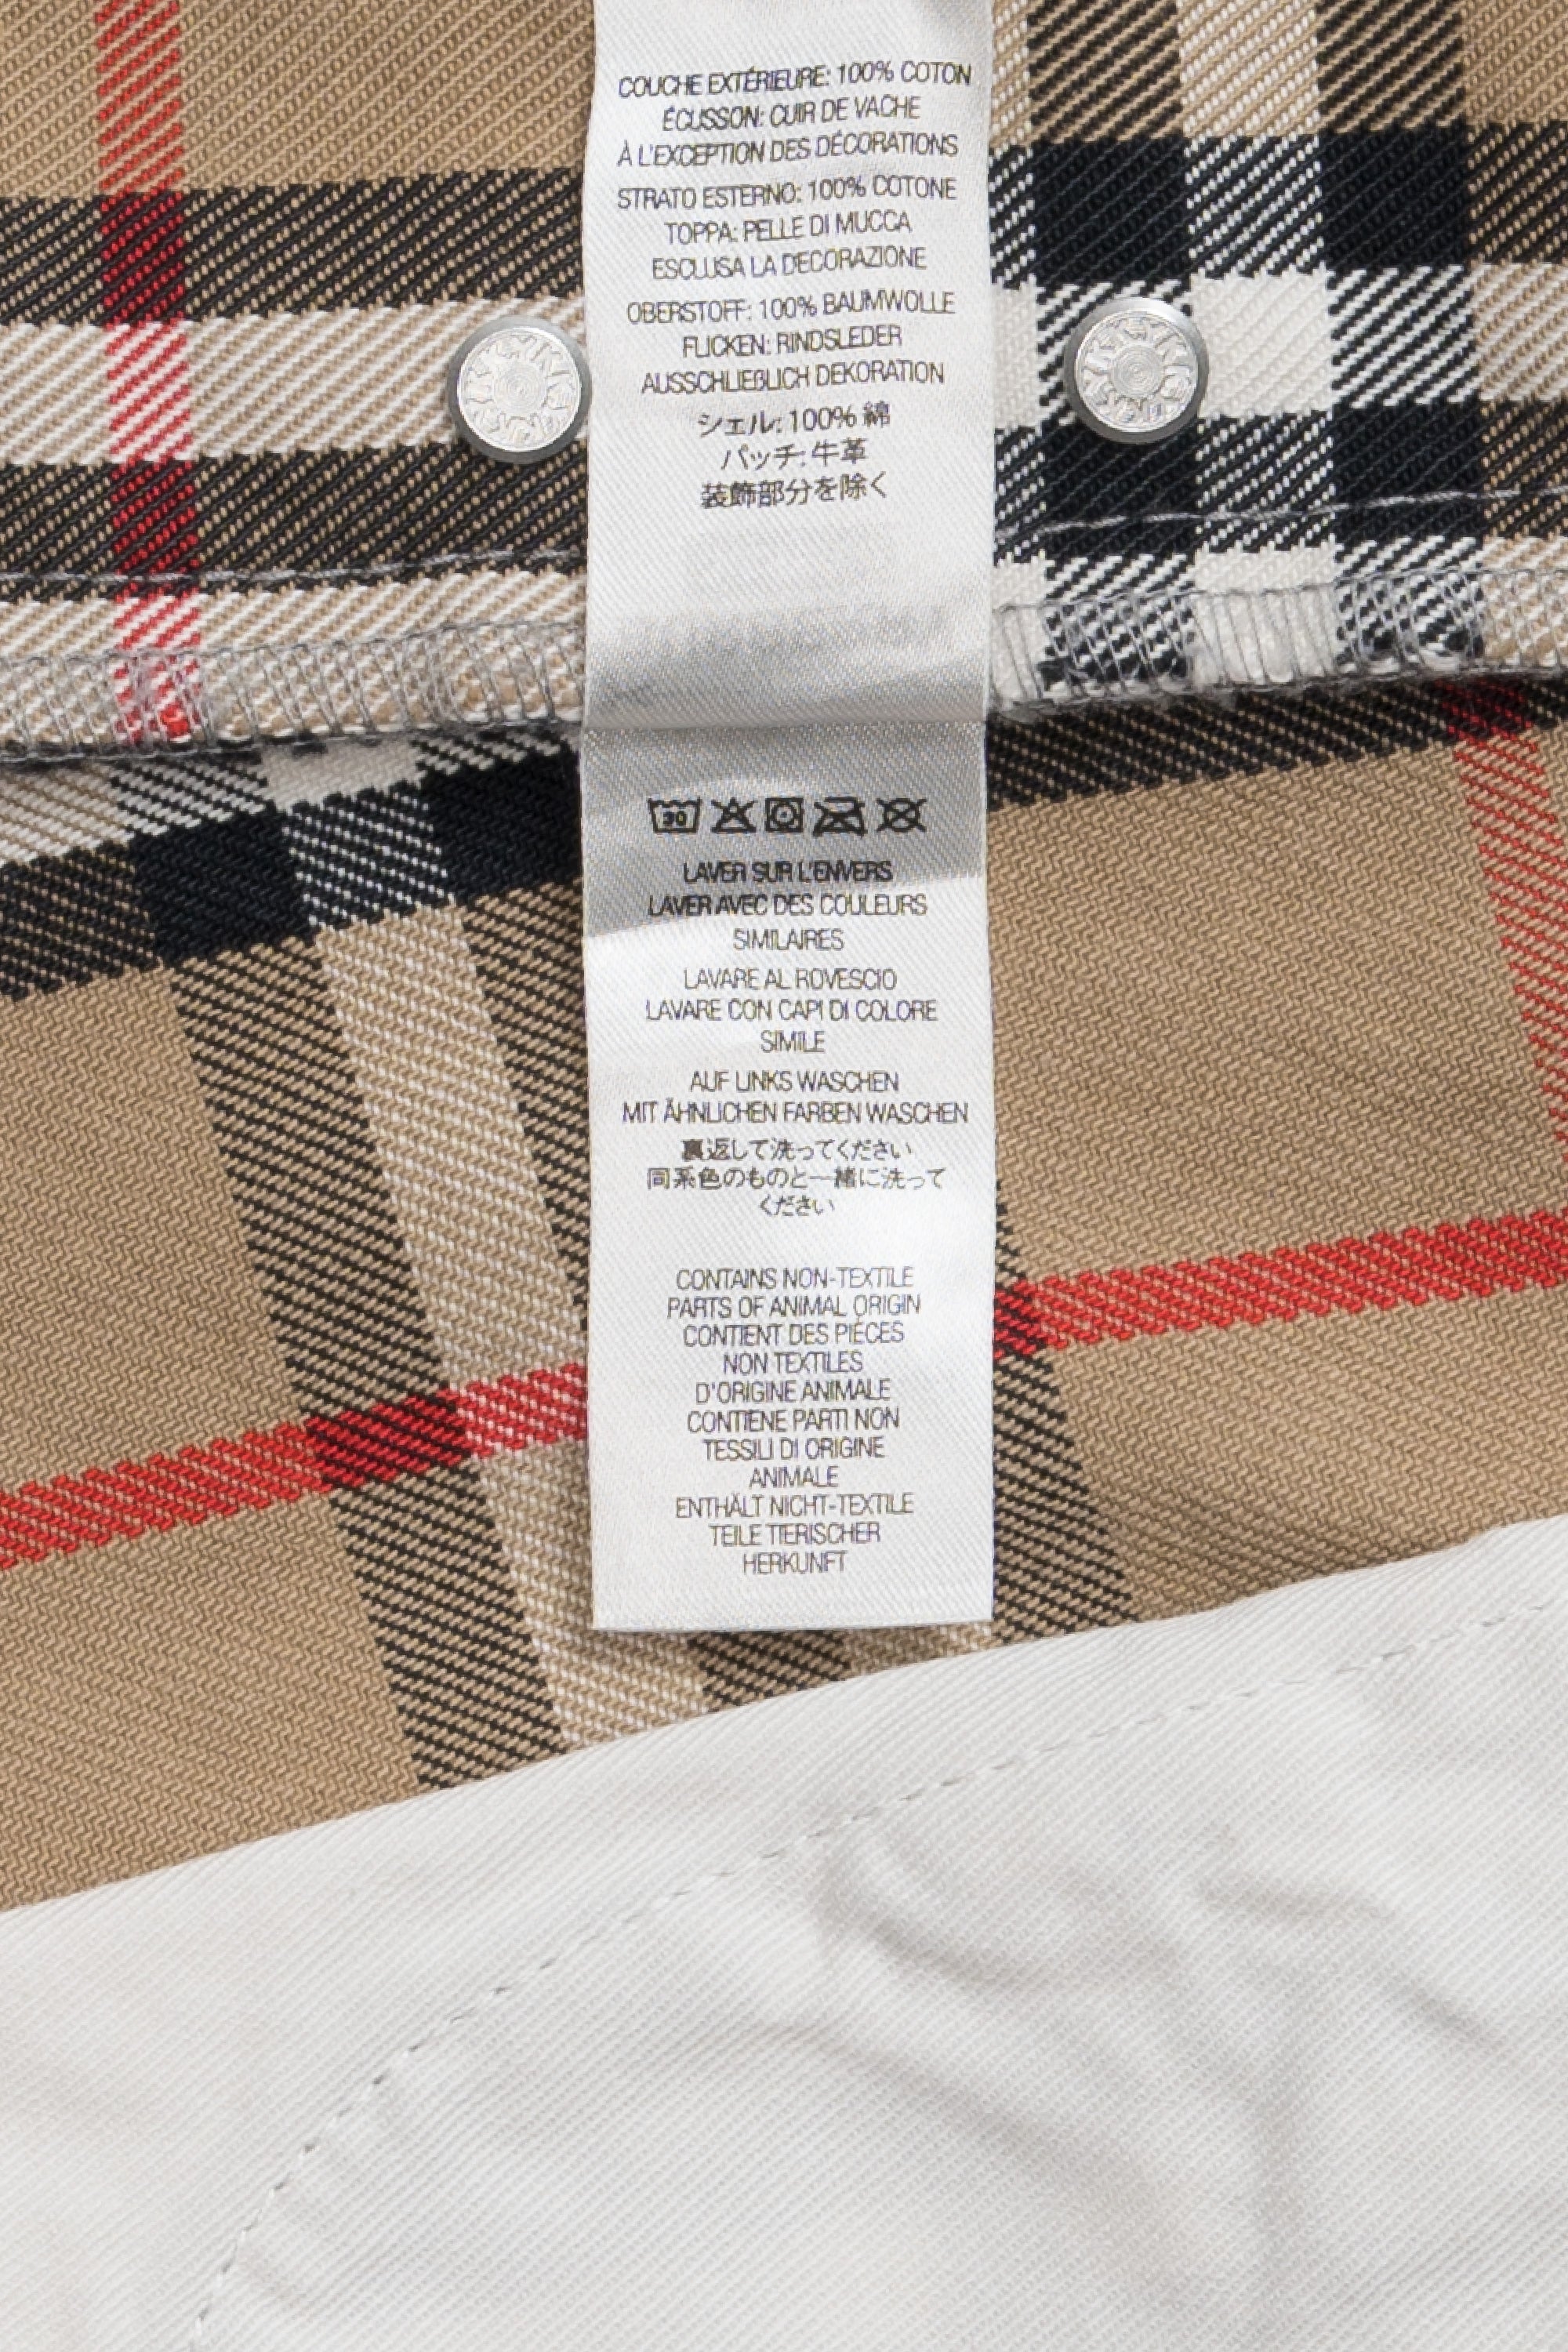 COUCHE EXTÉRIEURE: 100% COTON
ÉCUSSON: CUIR DE VACHE
À L'EXCEPTION DES DÉCORATIONS
STRATO ESTERNO: 100% COTONE
TOPPA: PELLE DI MUCCA
ESCLUSA LA DECORAZIONE
OBERSTOFF: 100% BAUMWOLLE
FLICKEN: RINDSLEDER
AUSSCHLIEßLICH DEKORATION
シェル: 100% 綿
パッチ: 牛革
装飾部分を除く
30
LAVER SUR L'ENVERS
LAVER AVEC DES COULEURS
SIMILAIRES
LAVARE AL ROVESCIO
LAVARE CON CAPI DI COLORE
SIMILE
AUF LINKS WASCHEN
MIT ÄHNLICHEN FARBEN WASCHEN
裏返して洗ってください
同系色のものと一緒に洗って
ください
CONTAINS NON-TEXTILE
PARTS OF ANIMAL ORIGIN
CONTIENT DES PIÈCES
NON TEXTILES
D'ORIGINE ANIMALE
CONTIENE PARTI NON
TESSILI DI ORIGINE
ANIMALE
ENTHÄLT NICHT-TEXTILE
TEILE TIERISCHER
HERKUNFT